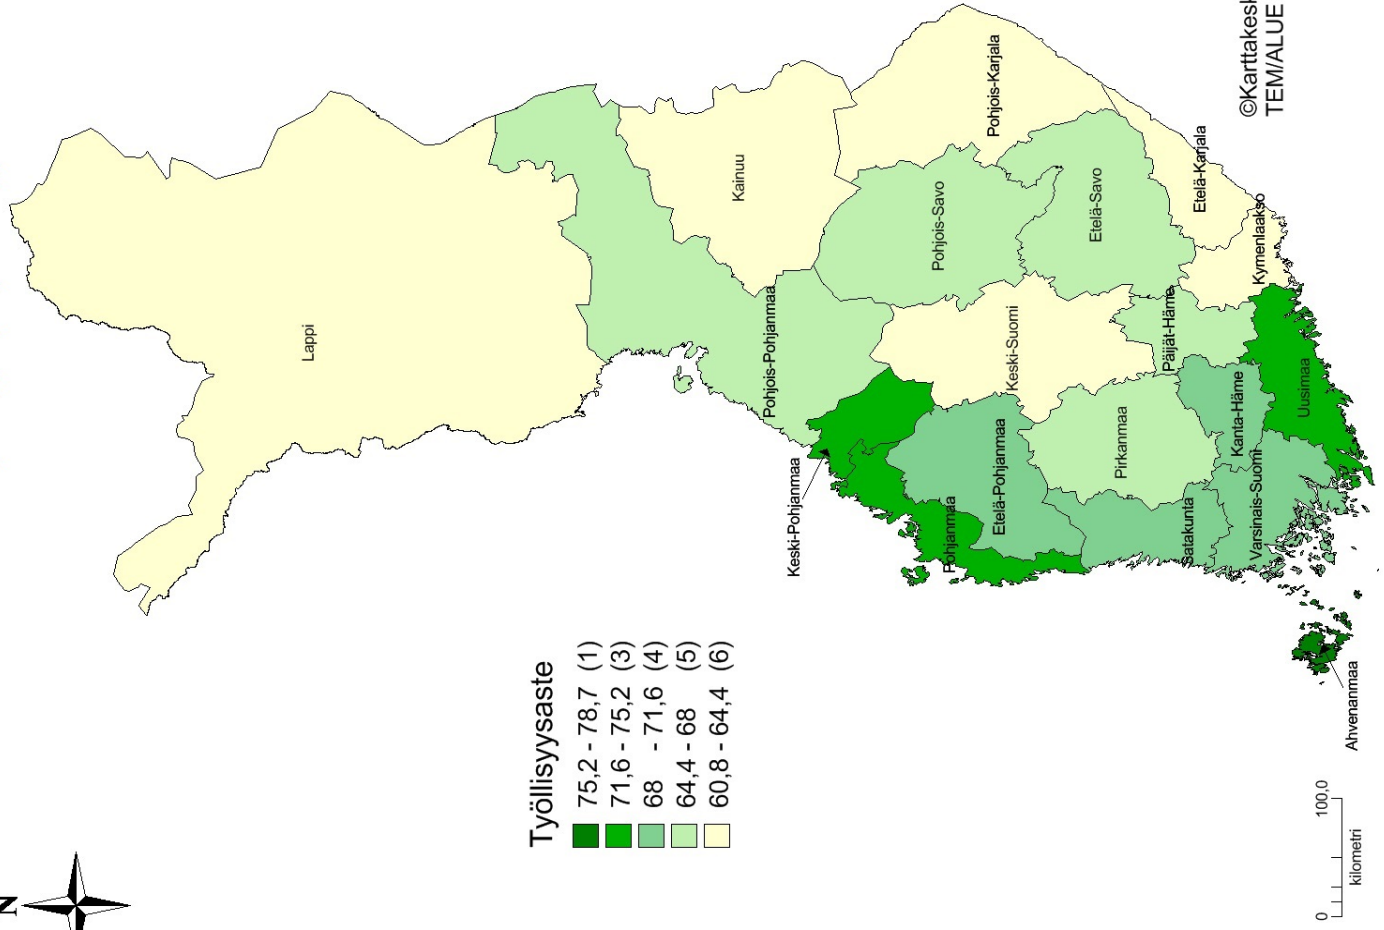 N
Lappi
Pohjois-Pohjanmaa
Kainuu
Keski-Pohjanmaa
Pohjanmaa
Etelä-Pohjanmaa
Keski-Suomi
Pohjois-Savo
Pohjois-Karjala
Etelä-Savo
Pirkanmaa
Päijät-Häme
Satakunta
Kanta-Häme
Varsinais-Suomi
Uusimaa
Kymenlaakso
Etelä-Karjala
Ahvenanmaa
Työllisyysaste
75,2 - 78,7 (1)
71,6 - 75,2 (3)
68 - 71,6 (4)
64,4 - 68 (5)
60,8 - 64,4 (6)
0 100,0
kilometri
©Karttakesk
TEM/ALUE